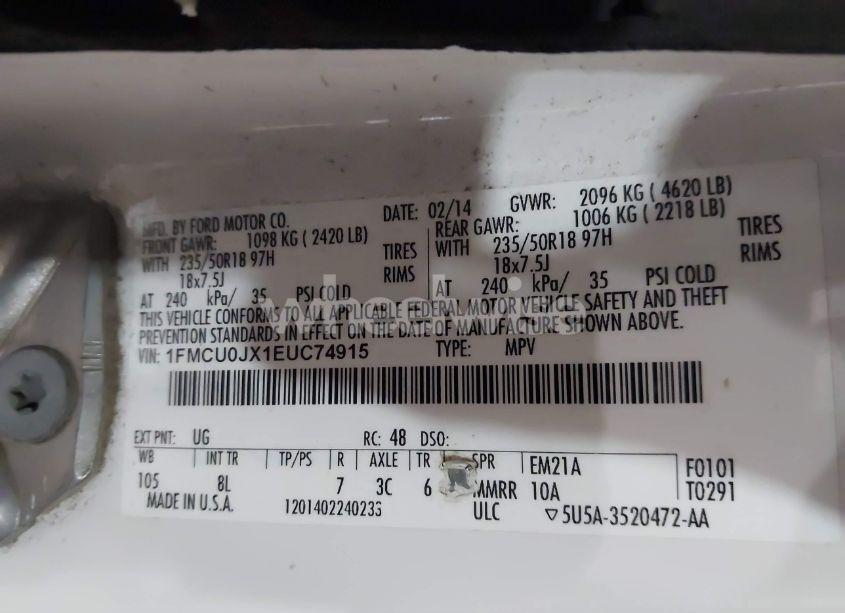 MFD. BY FORD MOTOR CO. DATE: 02/14 GVWR: 2096 KG ( 4620 LB)
FRONT GAWR: 1098 KG ( 2420 LB) REAR GAWR: 1006 KG ( 2218 LB)
WITH 235/50R18 97H TIRES WITH 235/50R18 97H TIRES
18x7.5J RIMS 18x7.5J RIMS
AT 240 kPa/ 35 PSI COLD AT 240 kPa/ 35 PSI COLD
THIS VEHICLE CONFORMS TO ALL APPLICABLE FEDERAL MOTOR VEHICLE SAFETY AND THEFT
PREVENTION STANDARDS IN EFFECT ON THE DATE OF MANUFACTURE SHOWN ABOVE.
VIN: 1FMCU0JX1EUC74915 TYPE: MPV
EXT PNT: UG RC: 48 DSO:
WB INT TR TP/PS R AXLE TR SPR EM21A F0101
105 8L 7 3C 6 MMRR 10A T0291
MADE IN U.S.A. 1201402240233 ULC ▽5U5A-3520472-AA